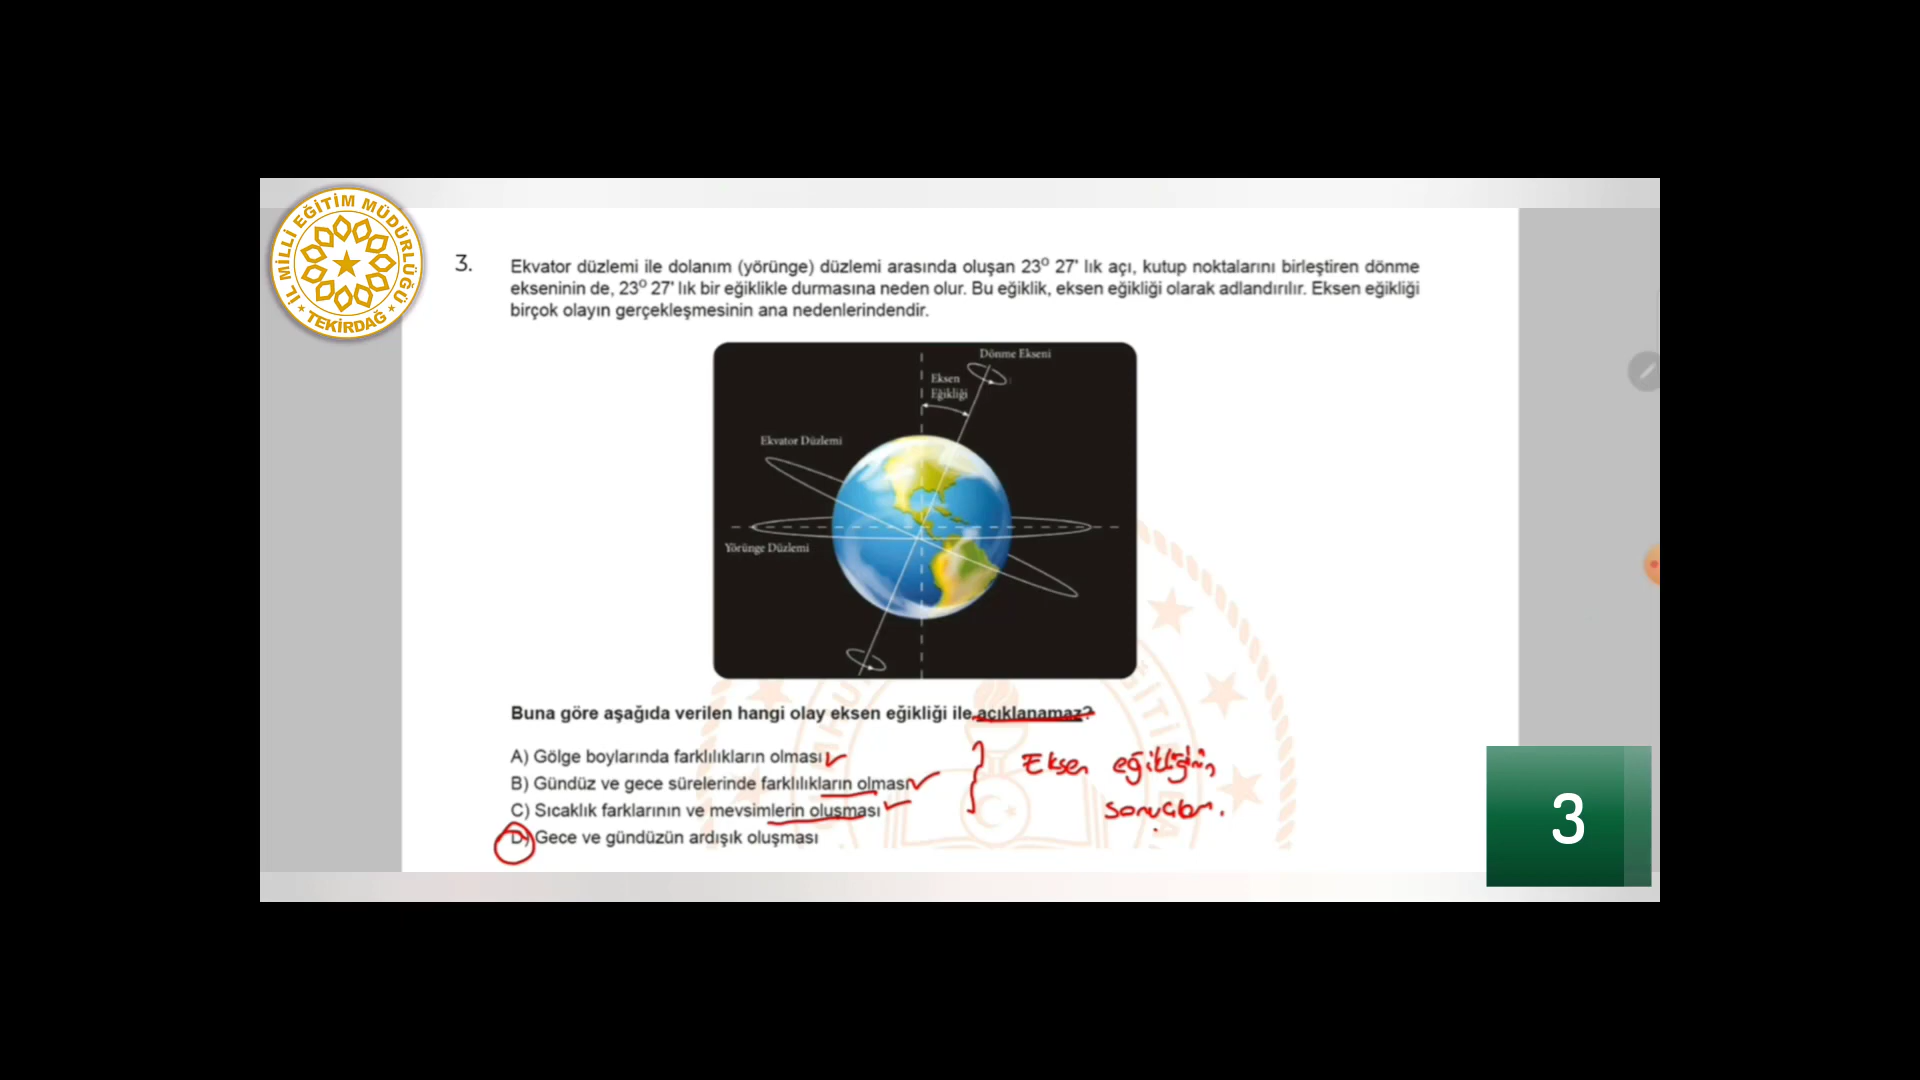 İL MİLLİ EĞİTİM MÜDÜRLÜĞÜ
★ TEKİRDAĞ ★
3.
Ekvator düzlemi ile dolanım (yörünge) düzlemi arasında oluşan 23⁰ 27' lık açı, kutup noktalarını birleştiren dönme
ekseninin de, 23⁰ 27' lık bir eğiklikle durmasına neden olur. Bu eğiklik, eksen eğikliği olarak adlandırılır. Eksen eğikliği
birçok olayın gerçekleşmesinin ana nedenlerindendir.
Dönme Ekseni
Eksen
Eğikliği
Ekvator Düzlemi
Yörünge Düzlemi
Buna göre aşağıda verilen hangi olay eksen eğikliği ile açıklanamaz?
A) Gölge boylarında farklılıkların olması
B) Gündüz ve gece sürelerinde farklılıkların olması
C) Sıcaklık farklarının ve mevsimlerin oluşması
D) Gece ve gündüzün ardışık oluşması
Eksen eğikliğinin
sonuçları.
3